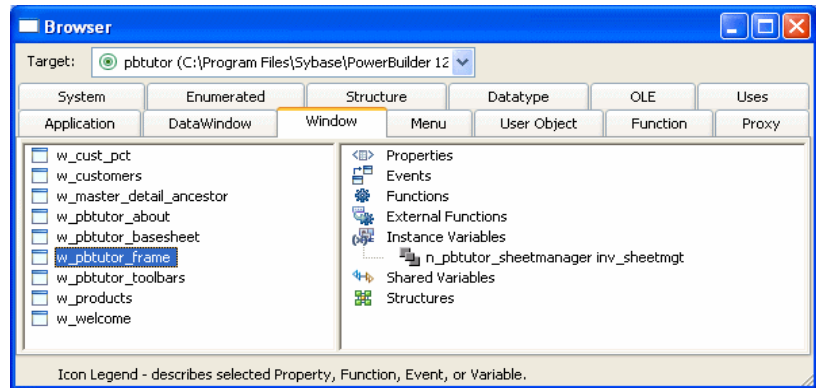 Browser
Target: pbtutor (C:\Program Files\Sybase\PowerBuilder 12
System Enumerated Structure Datatype OLE Uses
Application DataWindow Window Menu User Object Function Proxy
w_cust_pct
w_customers
w_master_detail_ancestor
w_pbtutor_about
w_pbtutor_basesheet
w_pbtutor_frame
w_pbtutor_toolbars
w_products
w_welcome
Properties
Events
Functions
External Functions
Instance Variables
n_pbtutor_sheetmanager inv_sheetmgt
Shared Variables
Structures
Icon Legend - describes selected Property, Function, Event, or Variable.